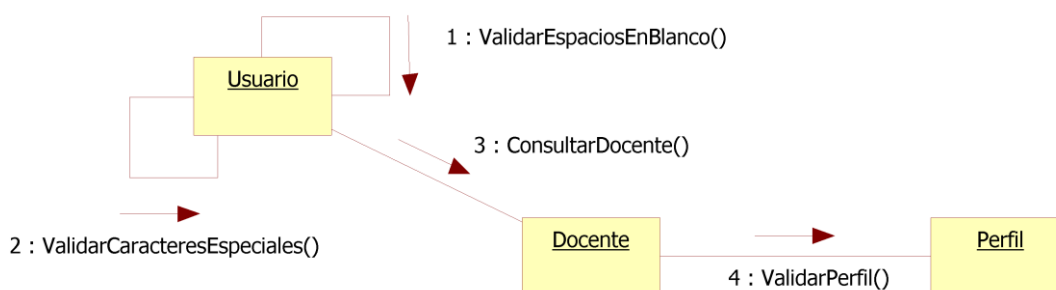 1 : ValidarEspaciosEnBlanco()
Usuario
3 : ConsultarDocente()
2 : ValidarCaracteresEspeciales()
Docente
Perfil
4 : ValidarPerfil()